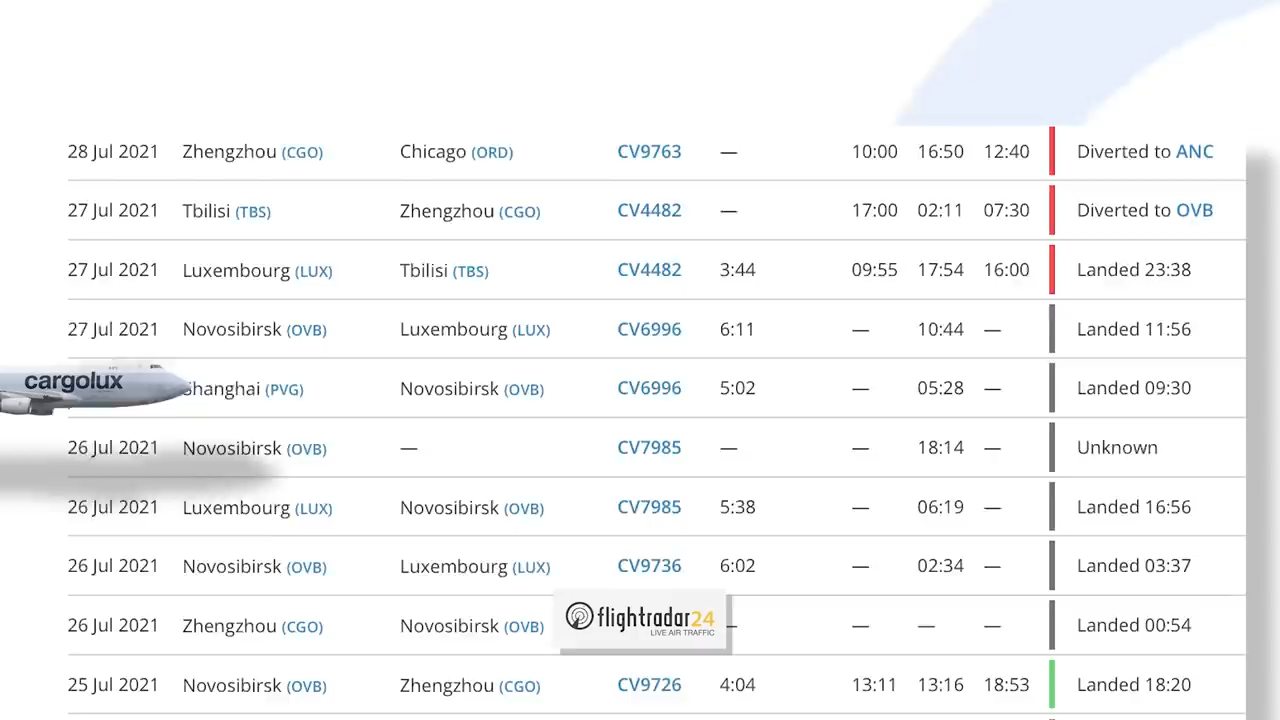 28 Jul 2021 Zhengzhou (CGO) Chicago (ORD) CV9763 — 10:00 16:50 12:40 Diverted to ANC
27 Jul 2021 Tbilisi (TBS) Zhengzhou (CGO) CV4482 — 17:00 02:11 07:30 Diverted to OVB
27 Jul 2021 Luxembourg (LUX) Tbilisi (TBS) CV4482 3:44 09:55 17:54 16:00 Landed 23:38
27 Jul 2021 Novosibirsk (OVB) Luxembourg (LUX) CV6996 6:11 — 10:44 — Landed 11:56
cargolux Shanghai (PVG) Novosibirsk (OVB) CV6996 5:02 — 05:28 — Landed 09:30
26 Jul 2021 Novosibirsk (OVB) — CV7985 — — 18:14 — Unknown
26 Jul 2021 Luxembourg (LUX) Novosibirsk (OVB) CV7985 5:38 — 06:19 — Landed 16:56
26 Jul 2021 Novosibirsk (OVB) Luxembourg (LUX) CV9736 6:02 — 02:34 — Landed 03:37
26 Jul 2021 Zhengzhou (CGO) Novosibirsk (OVB) — — — — Landed 00:54
flightradar24
LIVE AIR TRAFFIC
25 Jul 2021 Novosibirsk (OVB) Zhengzhou (CGO) CV9726 4:04 13:11 13:16 18:53 Landed 18:20